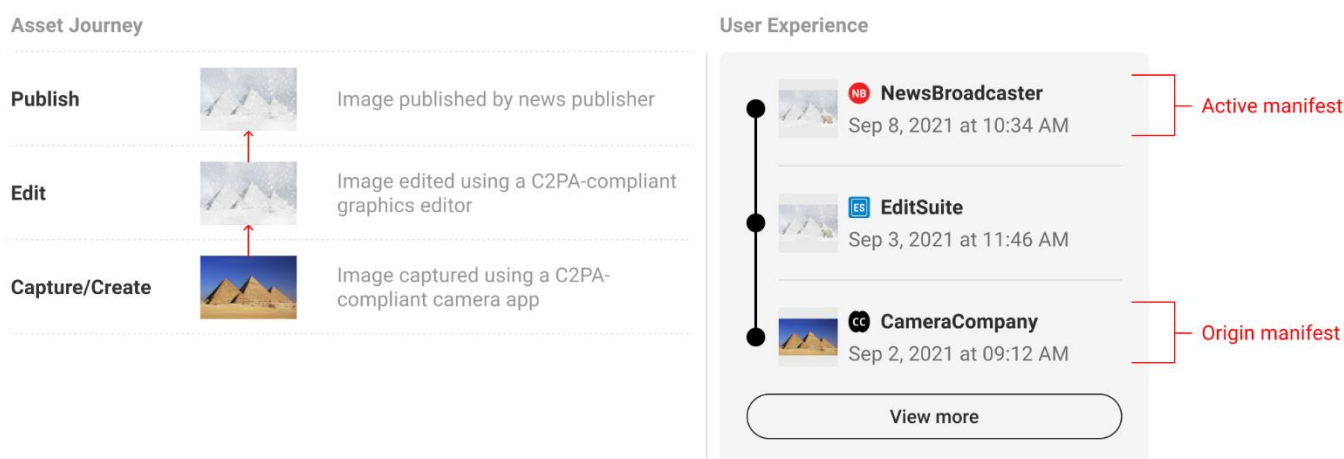 Asset Journey
Publish
Image published by news publisher
Edit
Image edited using a C2PA-compliant
graphics editor
Capture/Create
Image captured using a C2PA-
compliant camera app
User Experience
NB NewsBroadcaster
Sep 8, 2021 at 10:34 AM
Active manifest
ES EditSuite
Sep 3, 2021 at 11:46 AM
CC CameraCompany
Sep 2, 2021 at 09:12 AM
Origin manifest
View more